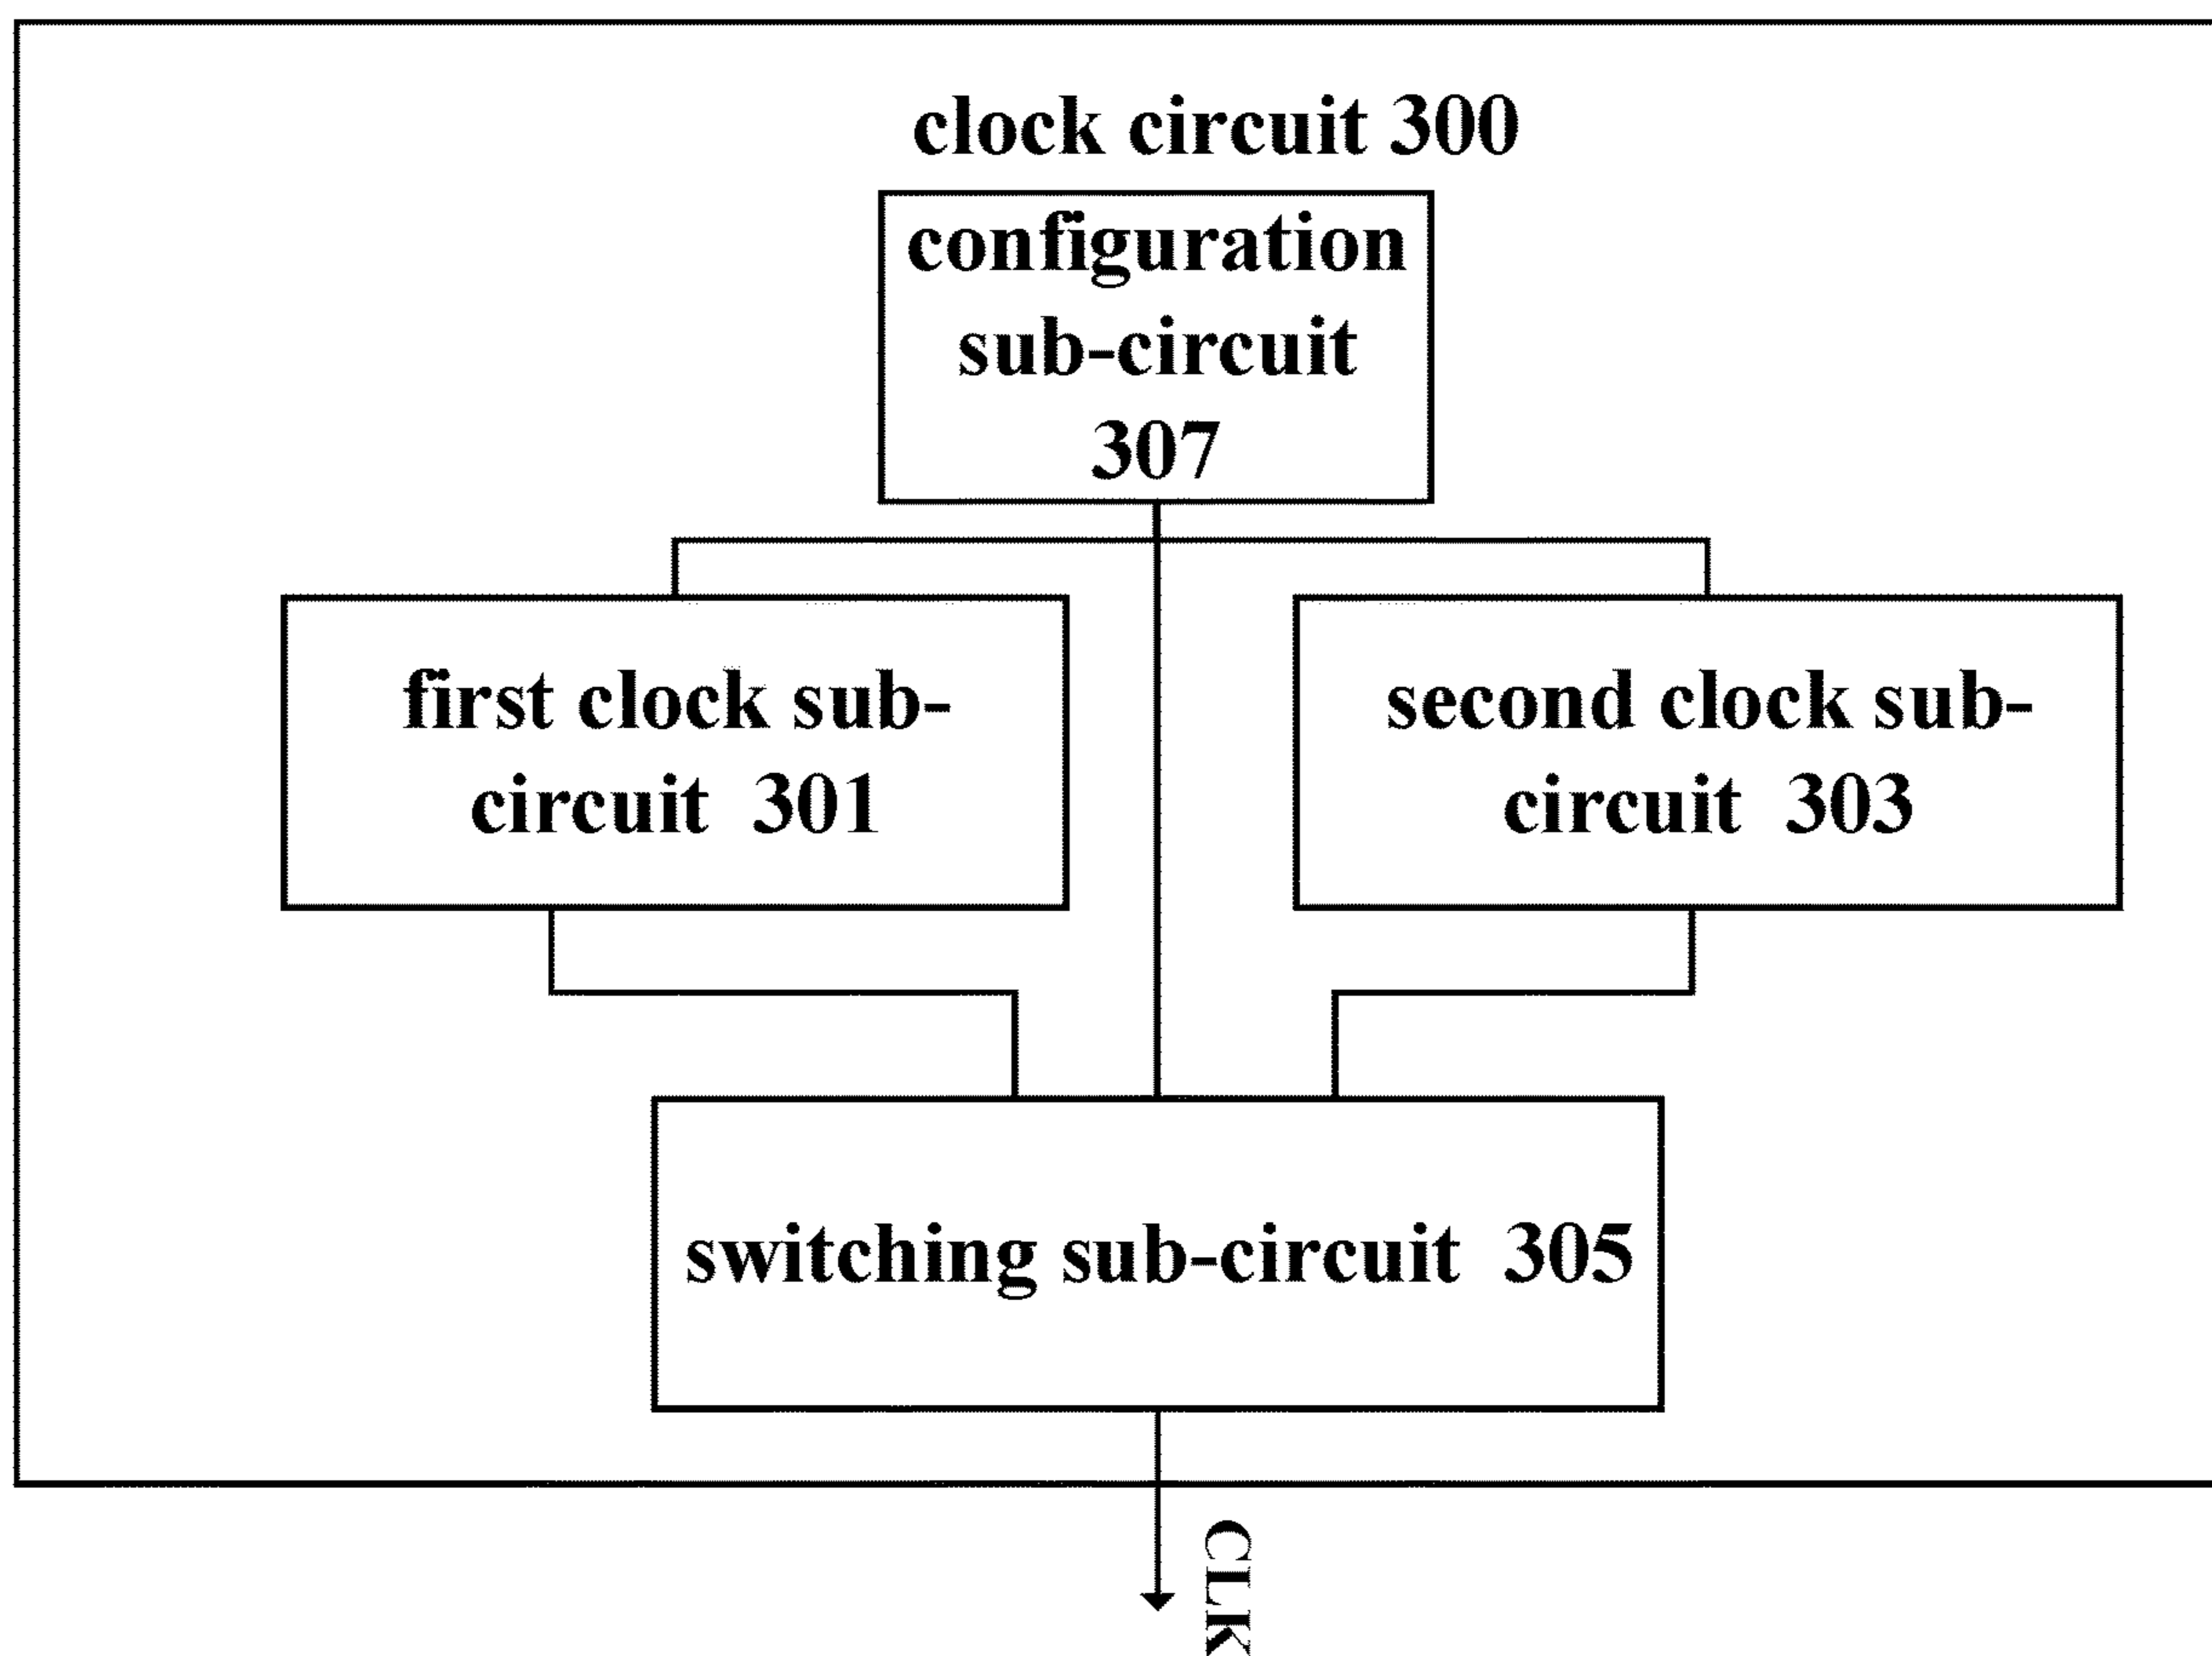 clock circuit 300
configuration
sub-circuit
307
first clock sub-
circuit 301
second clock sub-
circuit 303
switching sub-circuit 305
CLK